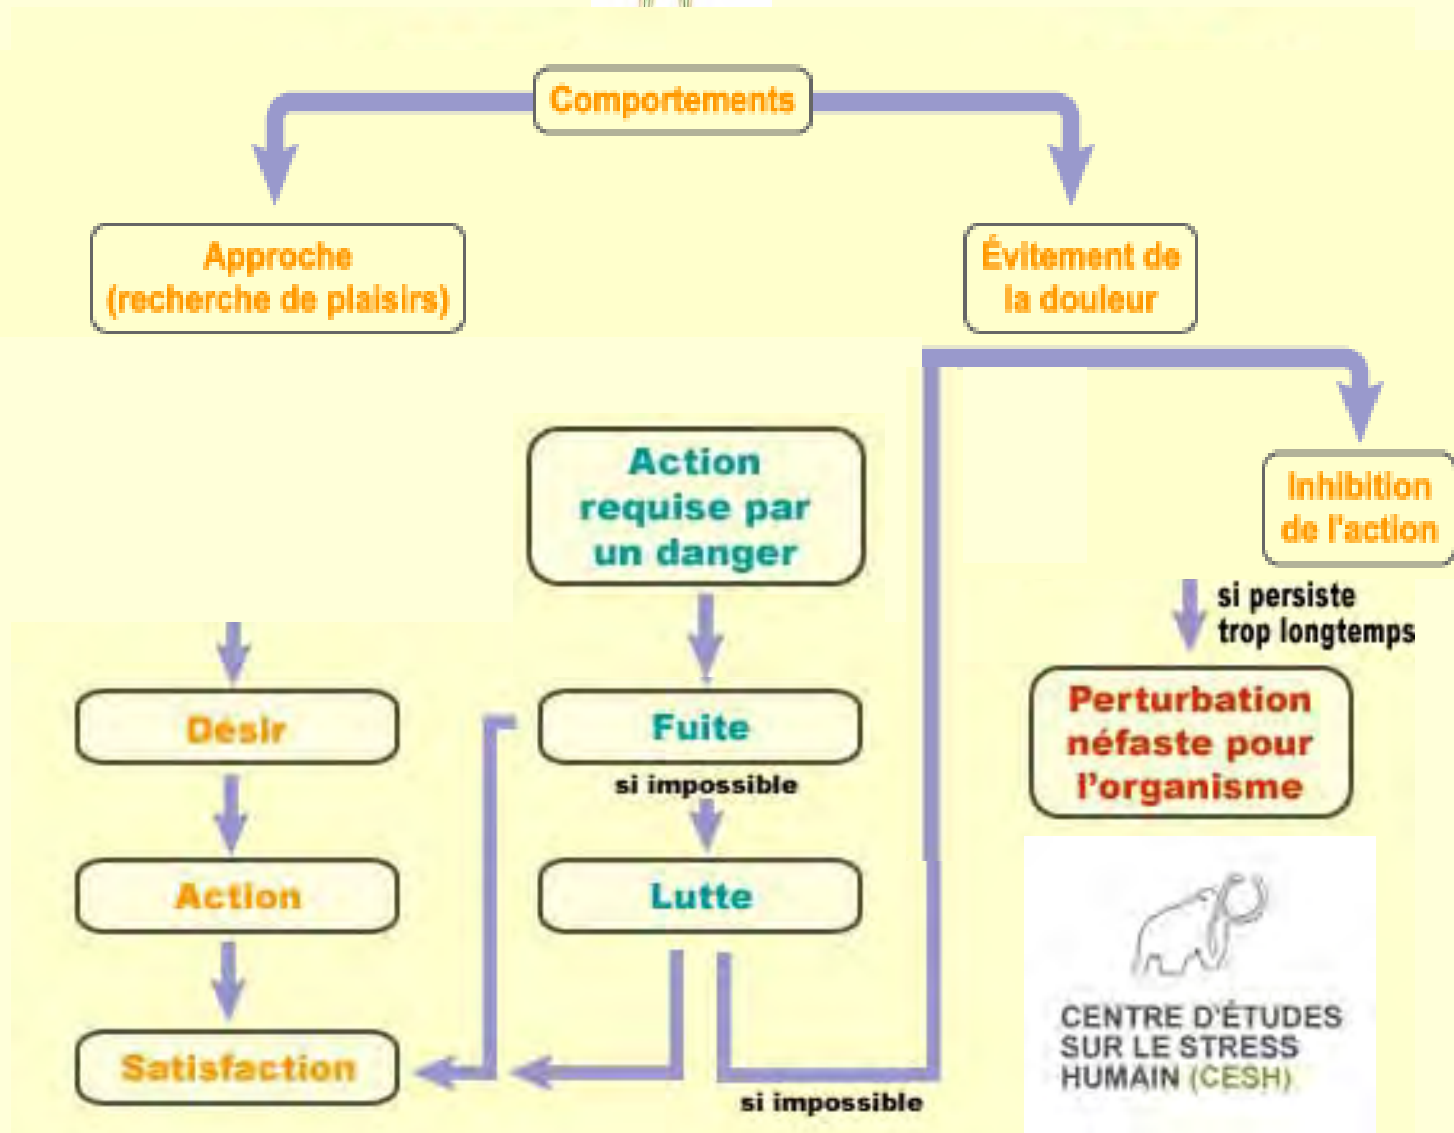 Comportements
Approche
(recherche de plaisirs)
Évitement de
la douleur
Action
requise par
un danger
Inhibition
de l'action
si persiste
trop longtemps
Désir
Fuite
si impossible
Perturbation
néfaste pour
l'organisme
Action
Lutte
Satisfaction
si impossible
CENTRE D'ÉTUDES
SUR LE STRESS
HUMAIN (CESH)